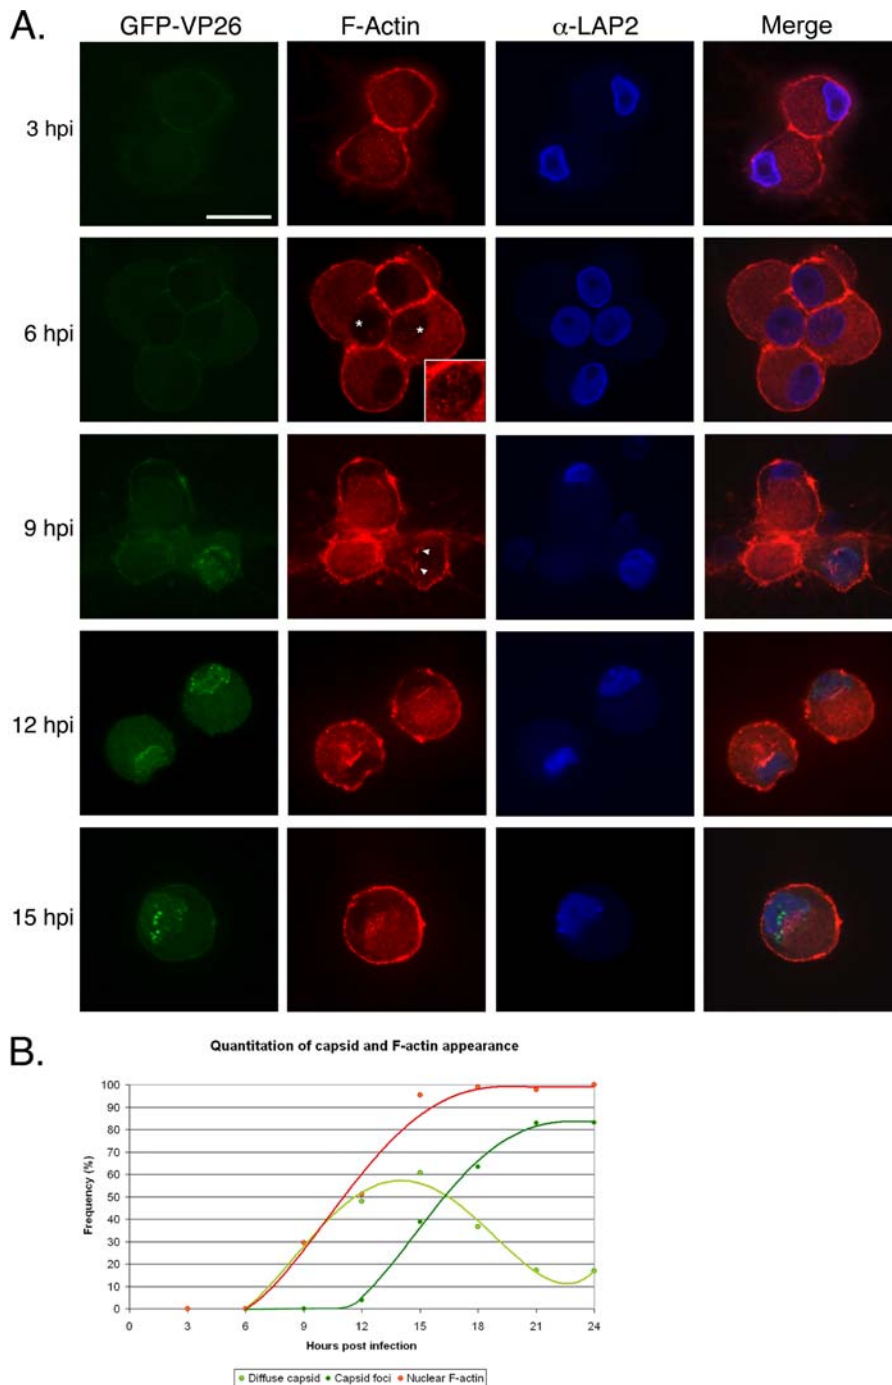 A.
GFP-VP26 F-Actin α-LAP2 Merge
3 hpi
6 hpi
* *
9 hpi
12 hpi
15 hpi
B.
Quantitation of capsid and F-actin appearance
Frequency (%)
100
90
80
70
60
50
40
30
20
10
0
0 3 6 9 12 15 18 21 24
Hours post infection
Diffuse capsid Capsid foci Nuclear F-actin